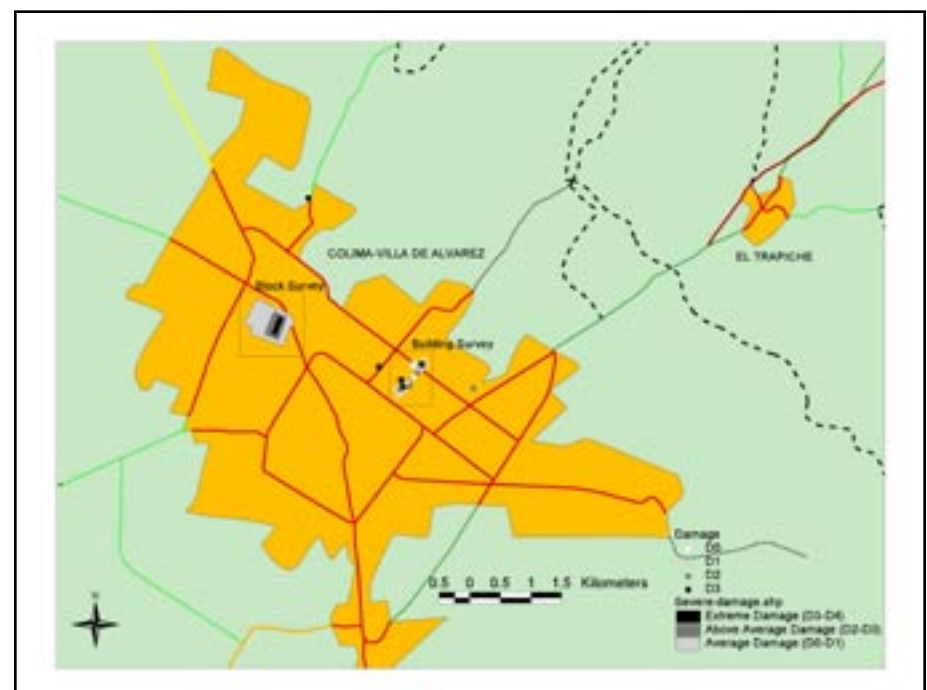 COLIMA-VILLA DE ALVAREZ
EL TRAPICHE
Block Survey
Building Survey
Damage
D0
D1
D2
D3
0.5 0 0.5 1 1.5 Kilometers
Severe-damage.shp
Extreme Damage (D3-D4)
Above Average Damage (D2-D3)
Average Damage (D0-D1)
N